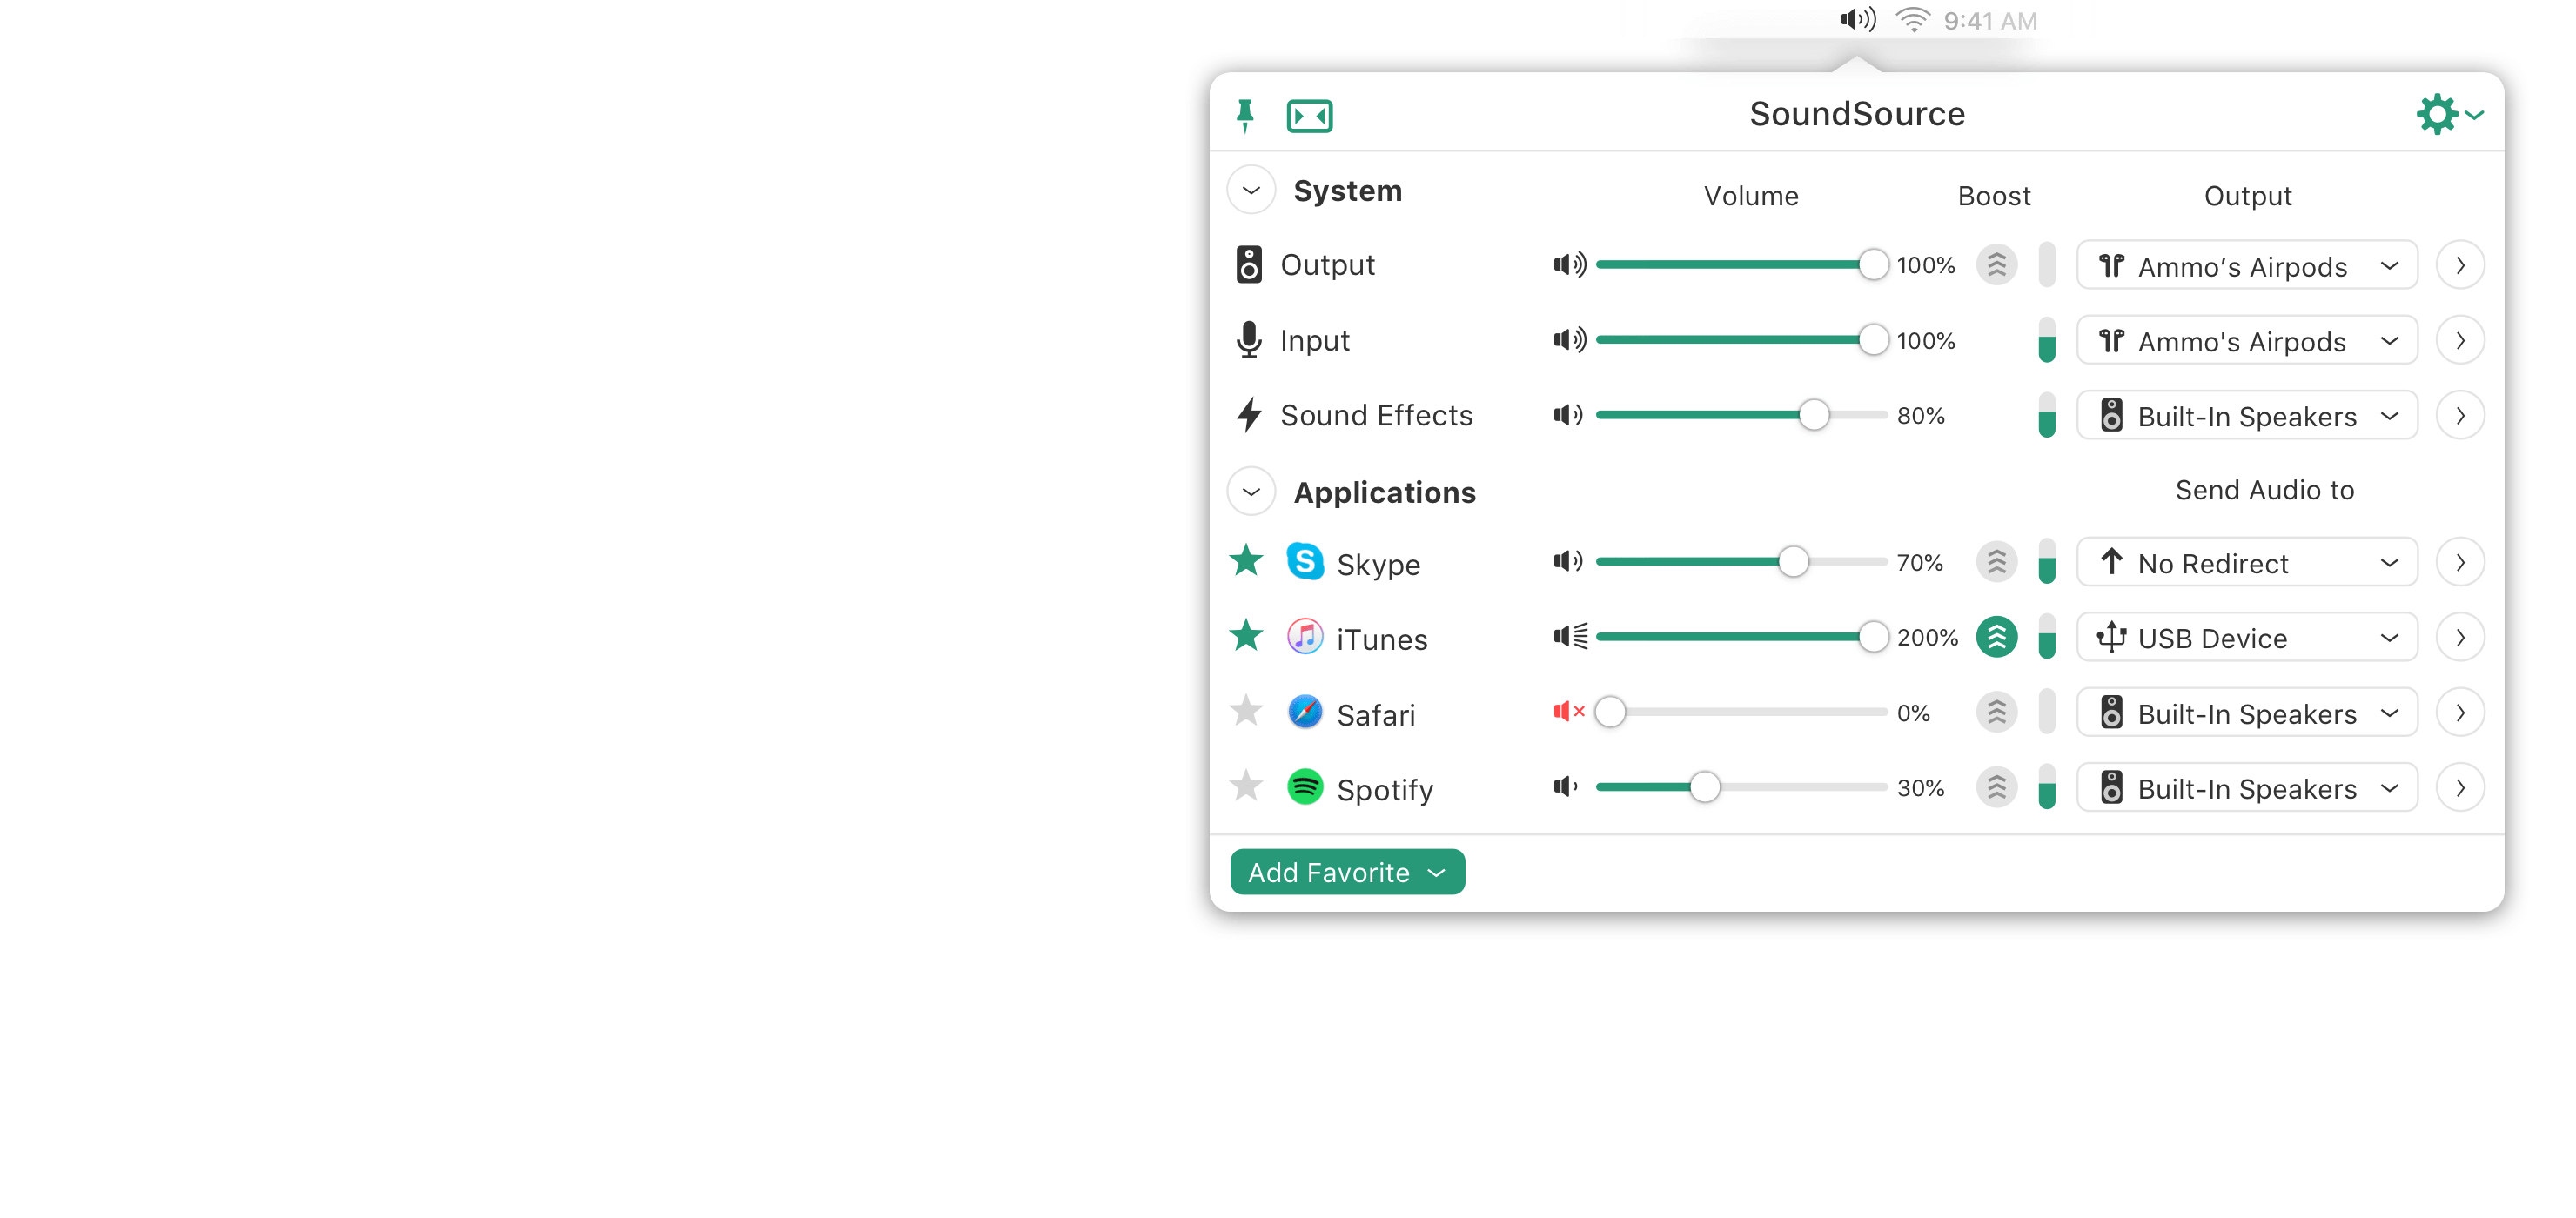 9:41 AM
SoundSource
System Volume Boost Output
Output 100% Ammo’s Airpods
Input 100% Ammo's Airpods
Sound Effects 80% Built-In Speakers
Applications Send Audio to
Skype 70% No Redirect
iTunes 200% USB Device
Safari 0% Built-In Speakers
Spotify 30% Built-In Speakers
Add Favorite